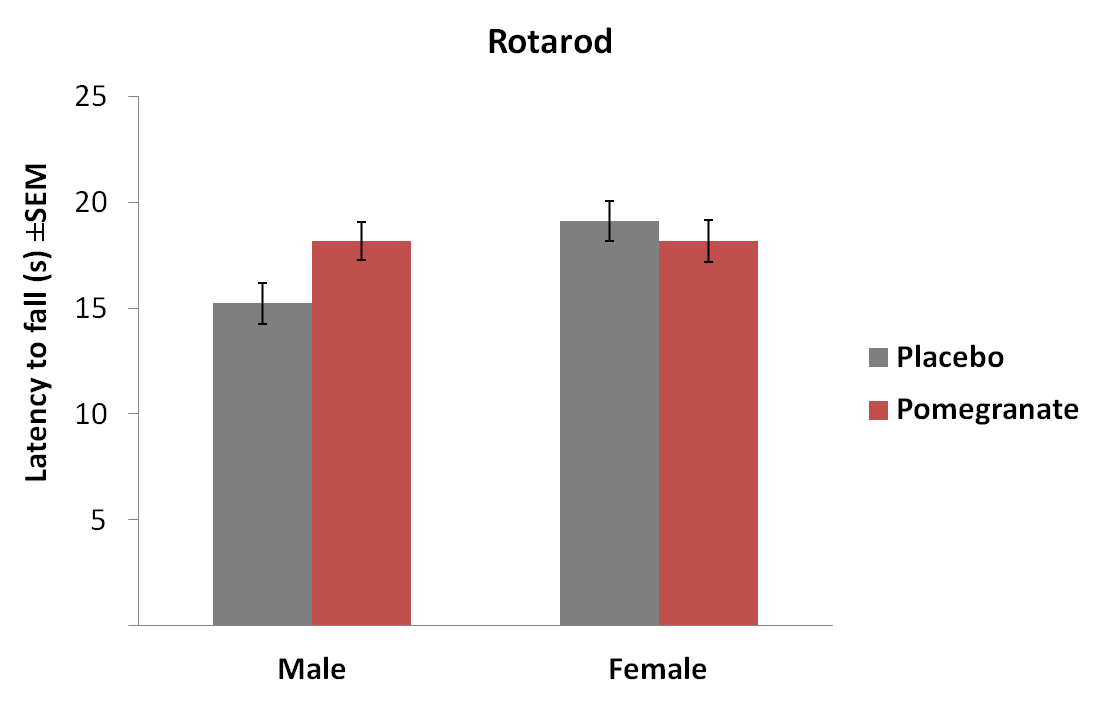 Rotarod
Latency to fall (s) ±SEM
25
20
15
10
5
Male
Female
Placebo
Pomegranate